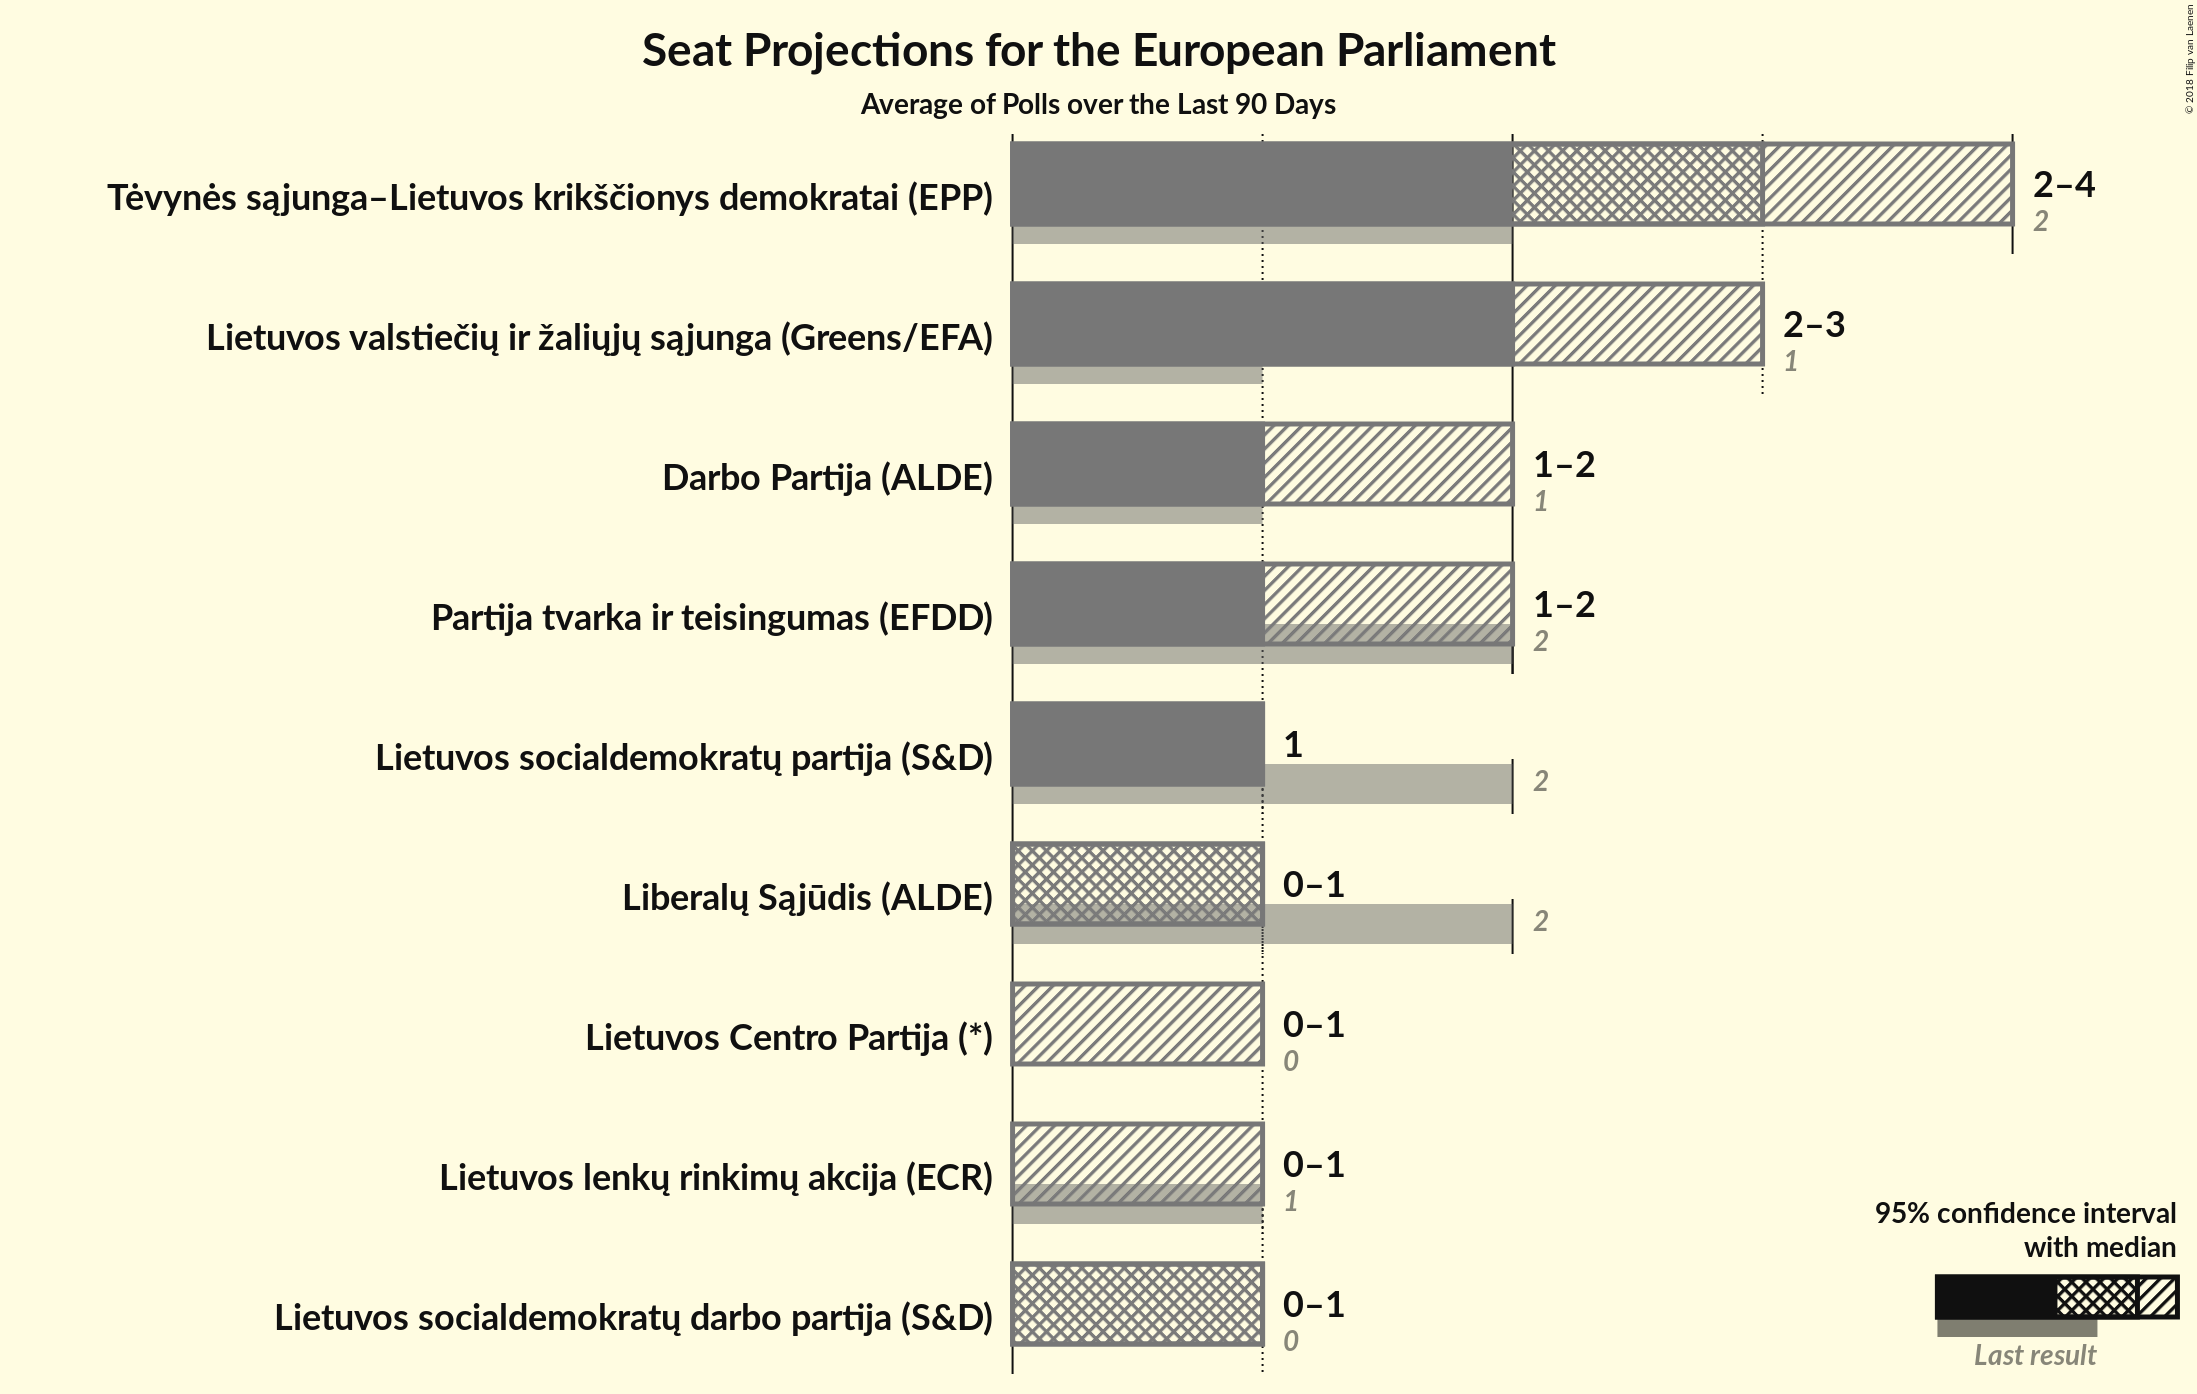 Seat Projections for the European Parliament
Average of Polls over the Last 90 Days
© 2018 Filip van Laenen
Tėvynės sąjunga–Lietuvos krikščionys demokratai (EPP)
2–4
2
Lietuvos valstiečių ir žaliųjų sąjunga (Greens/EFA)
2–3
1
Darbo Partija (ALDE)
1–2
1
Partija tvarka ir teisingumas (EFDD)
1–2
2
Lietuvos socialdemokratų partija (S&D)
1
2
Liberalų Sąjūdis (ALDE)
0–1
2
Lietuvos Centro Partija (*)
0–1
0
Lietuvos lenkų rinkimų akcija (ECR)
0–1
1
Lietuvos socialdemokratų darbo partija (S&D)
0–1
0
95% confidence interval
with median
Last result